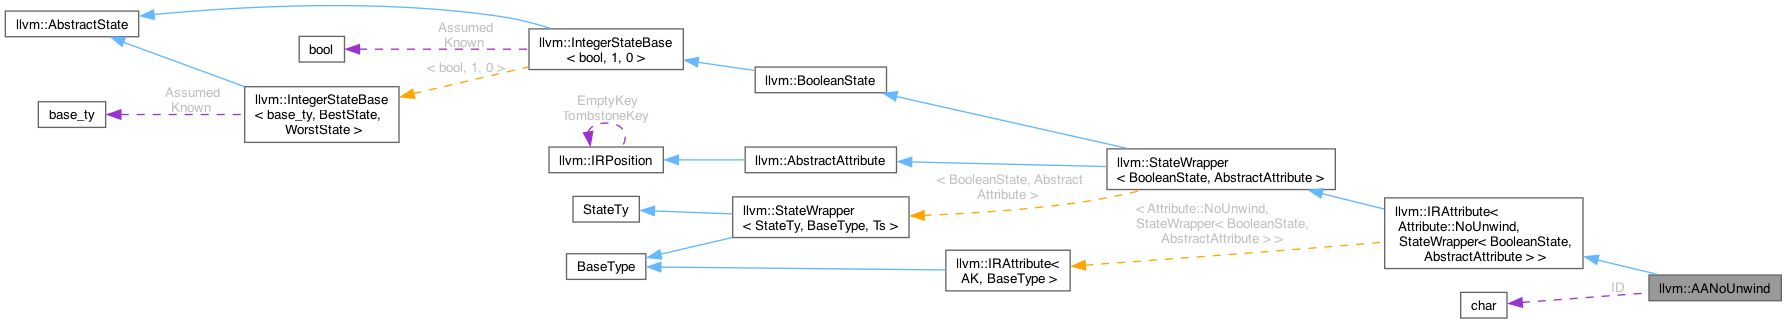 llvm::AbstractState
bool
Assumed
Known
llvm::IntegerStateBase
< bool, 1, 0 >
< bool, 1, 0 >
llvm::BooleanState
base_ty
Assumed
Known
llvm::IntegerStateBase
< base_ty, BestState,
WorstState >
EmptyKey
TombstoneKey
llvm::IRPosition
llvm::AbstractAttribute
llvm::StateWrapper
< BooleanState, AbstractAttribute >
< BooleanState, Abstract
Attribute >
StateTy
llvm::StateWrapper
< StateTy, BaseType, Ts >
< Attribute::NoUnwind,
StateWrapper< BooleanState,
AbstractAttribute > >
llvm::IRAttribute<
Attribute::NoUnwind,
StateWrapper< BooleanState,
AbstractAttribute > >
BaseType
llvm::IRAttribute<
AK, BaseType >
char
ID
llvm::AANoUnwind